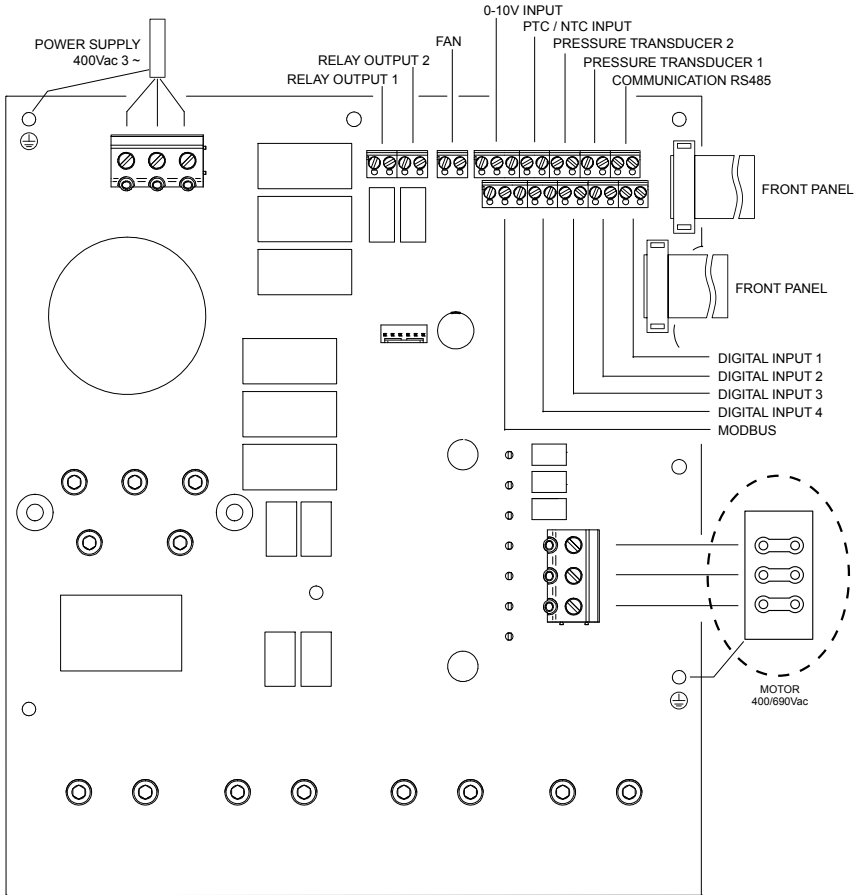 0-10V INPUT
PTC / NTC INPUT
PRESSURE TRANSDUCER 2
PRESSURE TRANSDUCER 1
COMMUNICATION RS485
POWER SUPPLY
400Vac 3 ~
FAN
RELAY OUTPUT 2
RELAY OUTPUT 1
FRONT PANEL
FRONT PANEL
DIGITAL INPUT 1
DIGITAL INPUT 2
DIGITAL INPUT 3
DIGITAL INPUT 4
MODBUS
MOTOR
400/690Vac